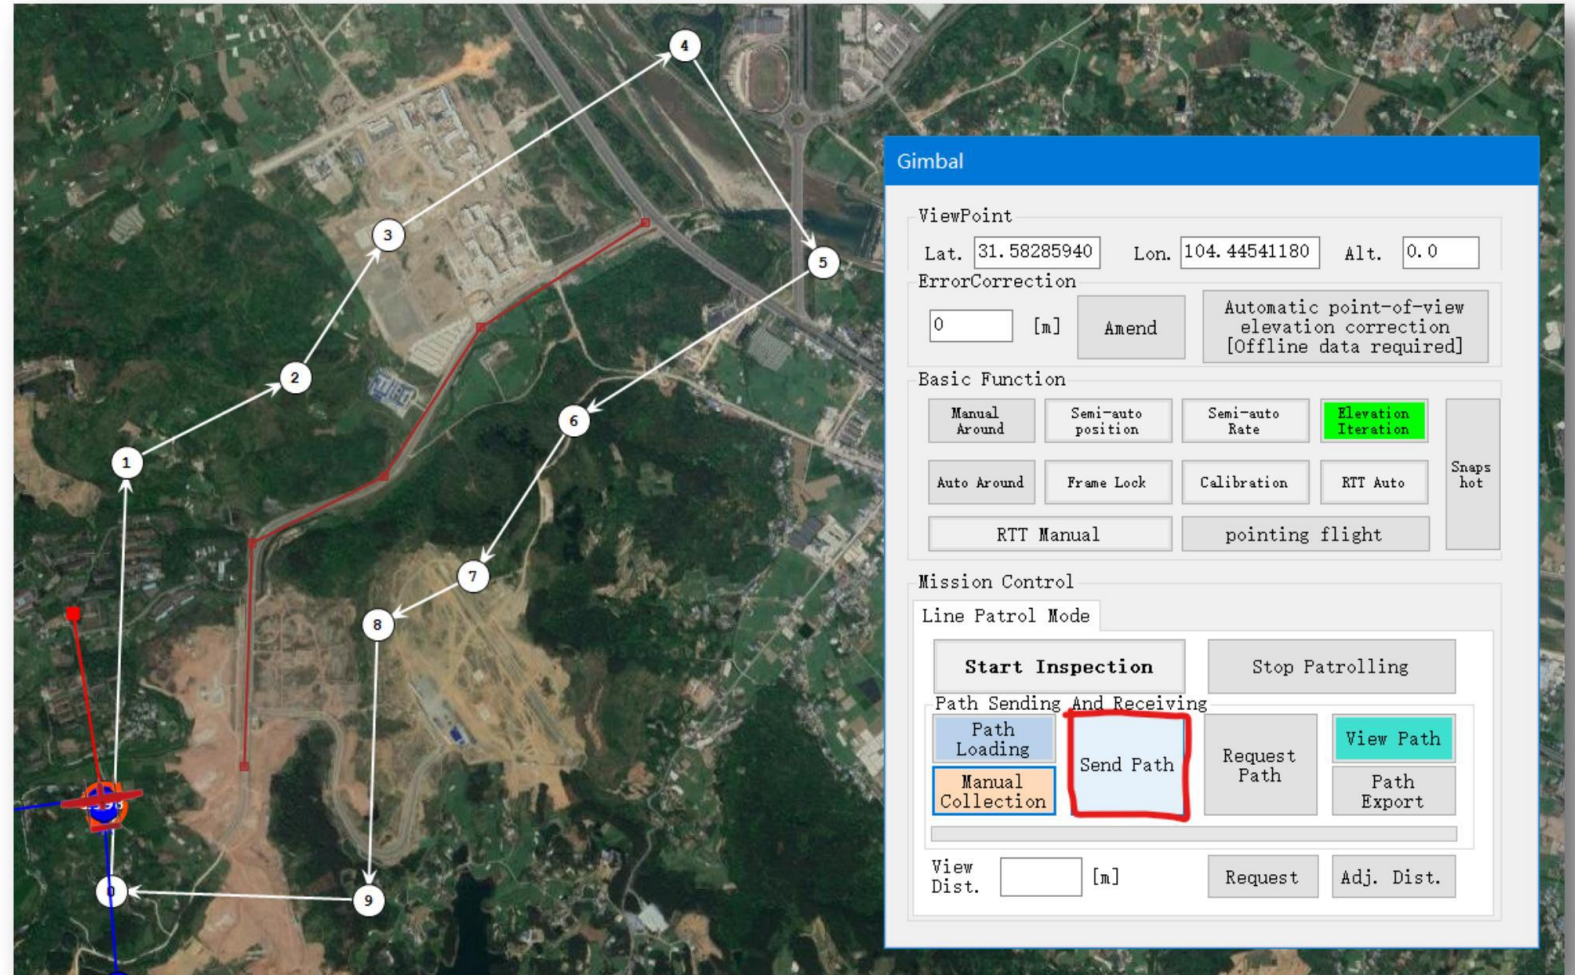 4
3
5
2
6
1
7
8
0
9
Gimbal
ViewPoint
Lat. 31.58285940 Lon. 104.44541180 Alt. 0.0
ErrorCorrection
0 [m] Amend
Automatic point-of-view
elevation correction
[Offline data required]
Basic Function
Manual
Around
Semi-auto
position
Semi-auto
Rate
Elevation
Iteration
Snaps
hot
Auto Around Frame Lock Calibration RTT Auto
RTT Manual pointing flight
Mission Control
Line Patrol Mode
Start Inspection Stop Patrolling
Path Sending And Receiving
Path
Loading
Manual
Collection
Send Path
Request
Path
View Path
Path
Export
View
Dist.
[m] Request Adj. Dist.